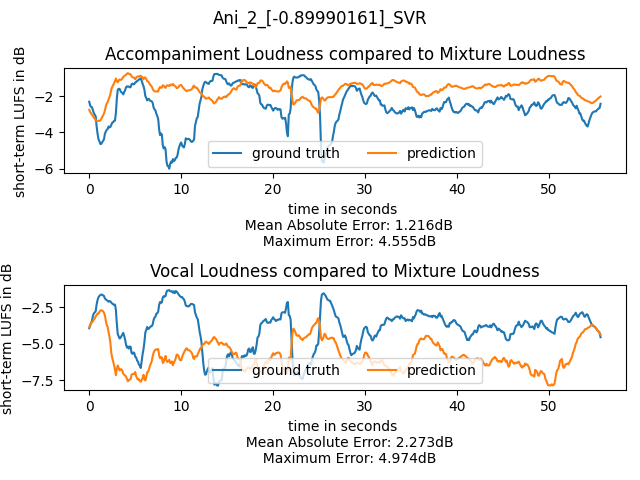 Ani_2_[-0.89990161]_SVR
Accompaniment Loudness compared to Mixture Loudness
short-term LUFS in dB
−2
−4
−6
ground truth
prediction
0 10 20 30 40 50
time in seconds
Mean Absolute Error: 1.216dB
Maximum Error: 4.555dB
Vocal Loudness compared to Mixture Loudness
short-term LUFS in dB
−2.5
−5.0
−7.5
ground truth
prediction
0 10 20 30 40 50
time in seconds
Mean Absolute Error: 2.273dB
Maximum Error: 4.974dB